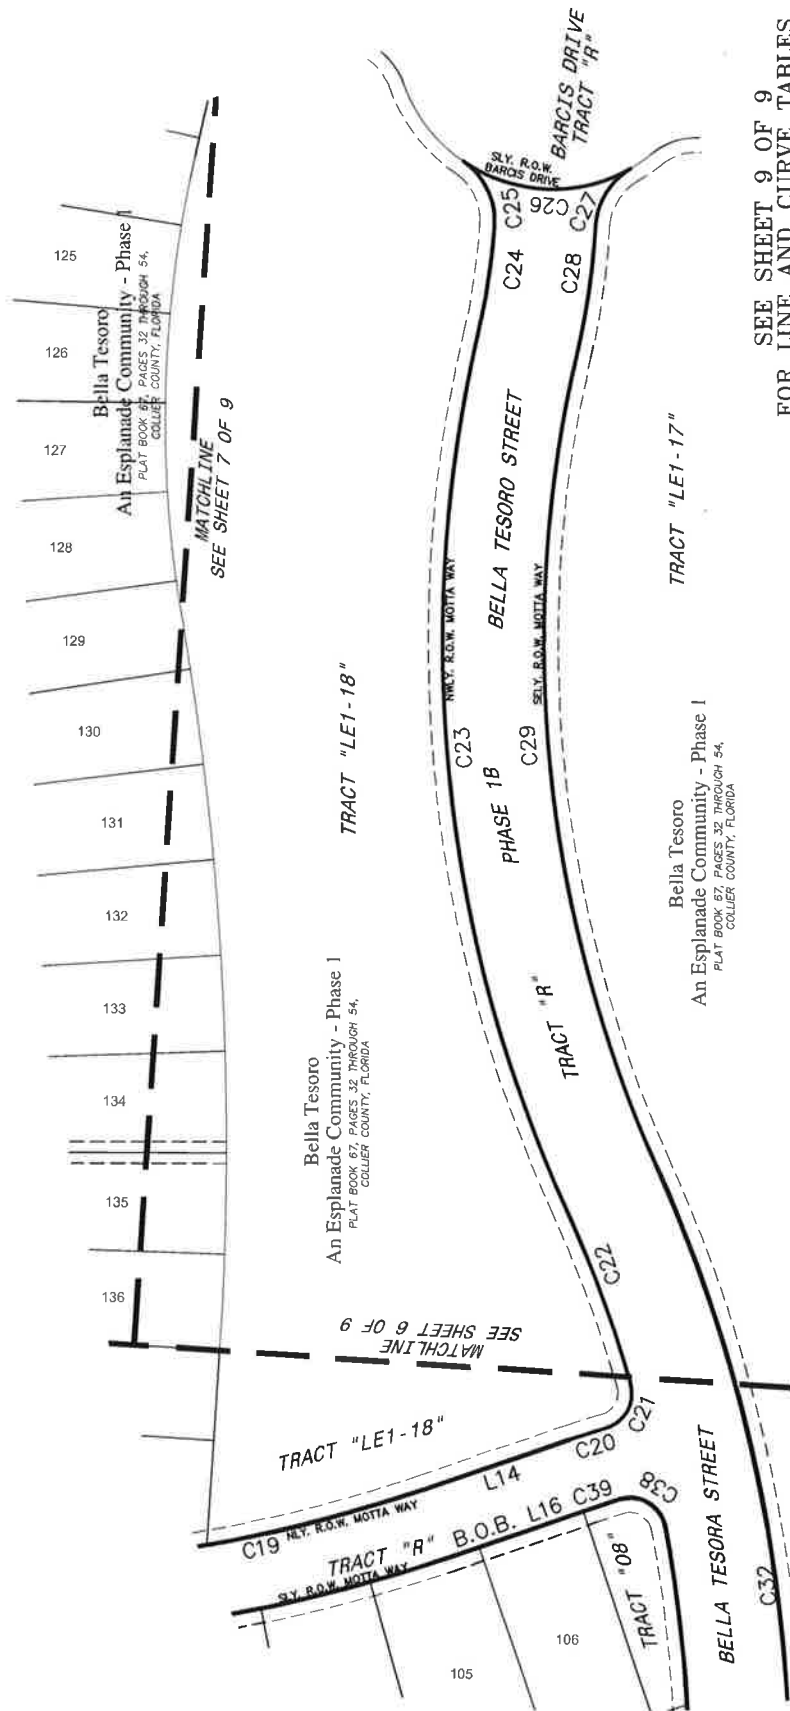 125
126
127
128
129
130
131
132
133
134
135
136
Bella Tesoro
An Esplanade Community - Phase 1
PLAT BOOK 67, PAGES 32 THROUGH 54,
COLLIER COUNTY, FLORIDA
MATCHLINE
SEE SHEET 7 OF 9
BARCIS DRIVE
TRACT "R"
SLY. R.O.W.
BARCIS DRIVE
C25
C26
C27
C24
C28
SEE SHEET 9 OF 9
FOR LINE AND CURVE TABLES
TRACT "LE1-18"
NWLY. R.O.W. MOTTA WAY
BELLA TESORO STREET
SELY. R.O.W. MOTTA WAY
TRACT "LE1-17"
C23
PHASE 1B
C29
TRACT "R"
Bella Tesoro
An Esplanade Community - Phase 1
PLAT BOOK 67, PAGES 32 THROUGH 54,
COLLIER COUNTY, FLORIDA
Bella Tesoro
An Esplanade Community - Phase 1
PLAT BOOK 67, PAGES 32 THROUGH 54,
COLLIER COUNTY, FLORIDA
C22
MATCHLINE
SEE SHEET 6 OF 9
TRACT "LE1-18"
C21
C20
L14
NLY. R.O.W. MOTTA WAY
C19
TRACT "R"
B.O.B.
L16
C39
C38
SLY. R.O.W. MOTTA WAY
105
106
TRACT "08"
BELLA TESORA STREET
C32